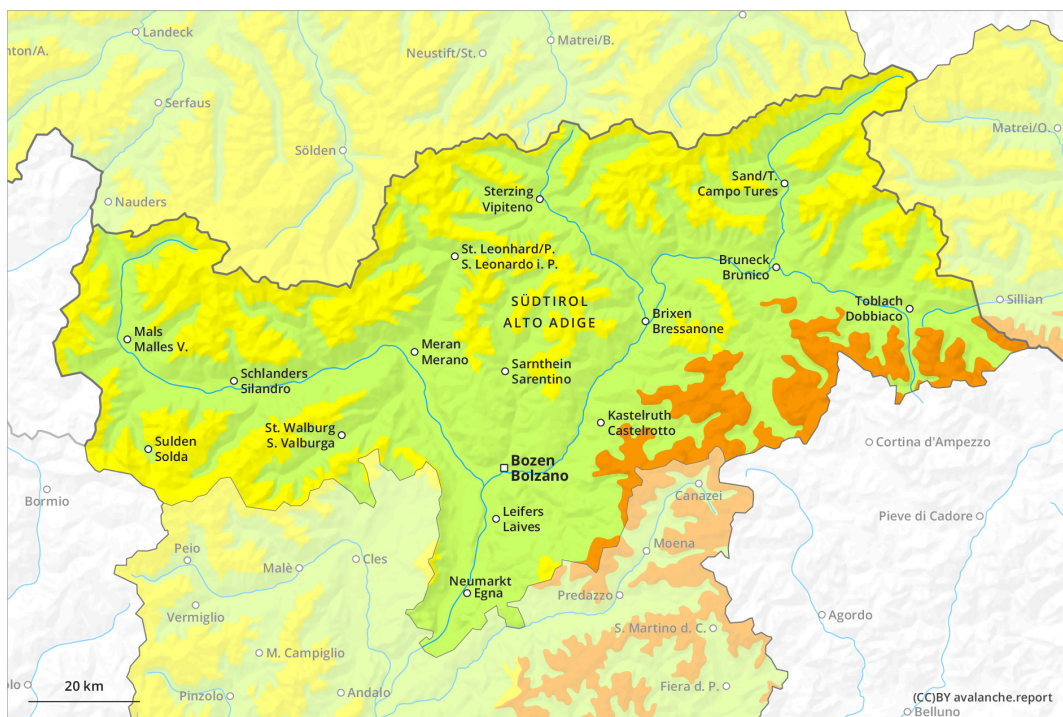 Landeck
nton/A.
Neustift/St.
Matrei/B.
Serfaus
Matrei/O.
Sölden
Sand/T.
Campo Tures
Sterzing
Vipiteno
Nauders
St. Leonhard/P.
S. Leonardo i. P.
Bruneck
Brunico
SÜDTIROL
ALTO ADIGE
Toblach
Dobbiaco
Sillian
Brixen
Bressanone
Mals
Malles V.
Meran
Merano
Schlanders
Silandro
Sarnthein
Sarentino
Kastelruth
Castelrotto
St. Walburg
S. Valburga
Sulden
Solda
Cortina d'Ampezzo
Bozen
Bolzano
Bormio
Canazei
Leifers
Laives
Pieve di Cadore
Peio
Cles
Moena
Malè
Neumarkt
Egna
Predazzo
Vermiglio
Agordo
S. Martino d. C.
M. Campiglio
20 km
olo
Pinzolo
Andalo
Fiera d. P.
(CC)BY avalanche.report
Belluno